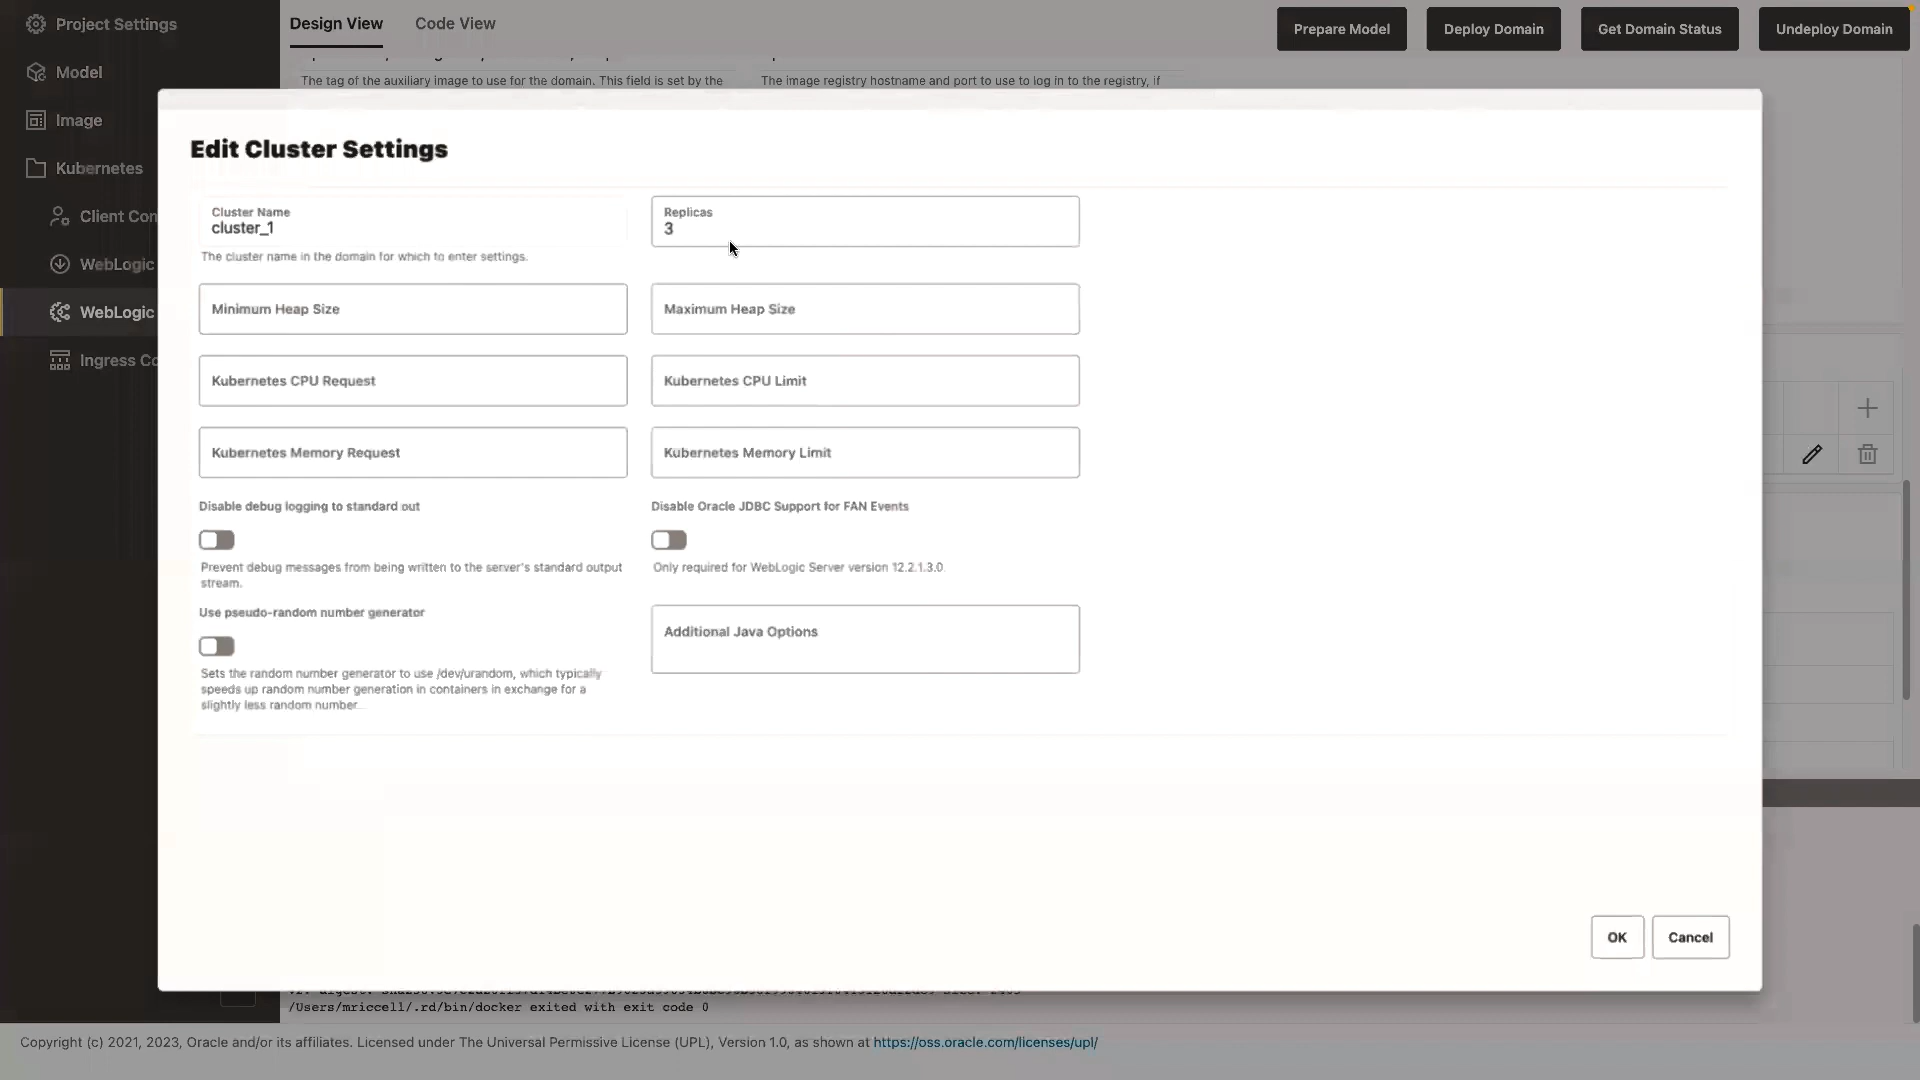 Project Settings
Design View
Code View
Prepare Model
Deploy Domain
Get Domain Status
Undeploy Domain
Model
The tag of the auxiliary image to use for the domain. This field is set by the
The image registry hostname and port to use to log in to the registry, if
Image
Kubernetes
Client Con
WebLogic
WebLogic
Ingress Co
Edit Cluster Settings
Cluster Name
cluster_1
The cluster name in the domain for which to enter settings.
Replicas
3
Minimum Heap Size
Maximum Heap Size
Kubernetes CPU Request
Kubernetes CPU Limit
Kubernetes Memory Request
Kubernetes Memory Limit
Disable debug logging to standard out
Prevent debug messages from being written to the server's standard output
stream.
Disable Oracle JDBC Support for FAN Events
Only required for WebLogic Server version 12.2.1.3.0.
Use pseudo-random number generator
Sets the random number generator to use /dev/urandom, which typically
speeds up random number generation in containers in exchange for a
slightly less random number
Additional Java Options
OK
Cancel
/Users/mriccell/.rd/bin/docker exited with exit code 0
Copyright (c) 2021, 2023, Oracle and/or its affiliates. Licensed under The Universal Permissive License (UPL), Version 1.0, as shown at https://oss.oracle.com/licenses/upl/